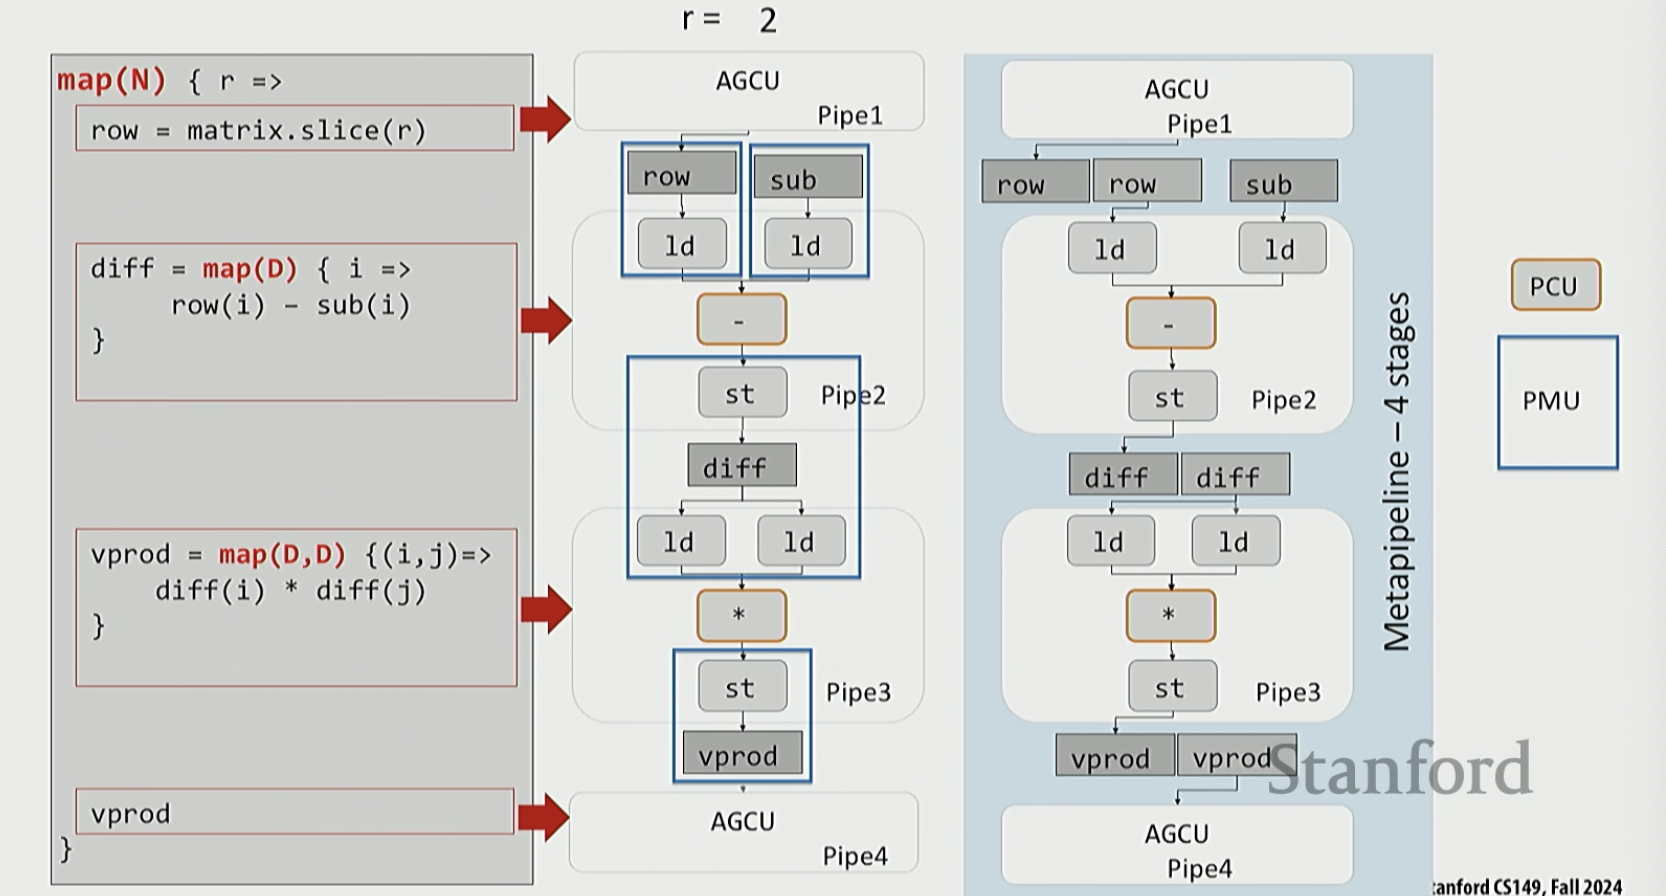 r = 2
map(N) { r =>
row = matrix.slice(r)
diff = map(D) { i =>
row(i) - sub(i)
}
vprod = map(D,D) {(i,j)=>
diff(i) * diff(j)
}
vprod
}
AGCU
Pipe1
row sub
ld ld
-
st
Pipe2
diff
ld ld
*
st
Pipe3
vprod
AGCU
Pipe4
AGCU
Pipe1
row row sub
ld ld
-
st
Pipe2
diff diff
ld ld
*
st
Pipe3
vprod vprod
AGCU
Pipe4
Metapipeline – 4 stages
PCU
PMU
Stanford
tanford CS149, Fall 2024